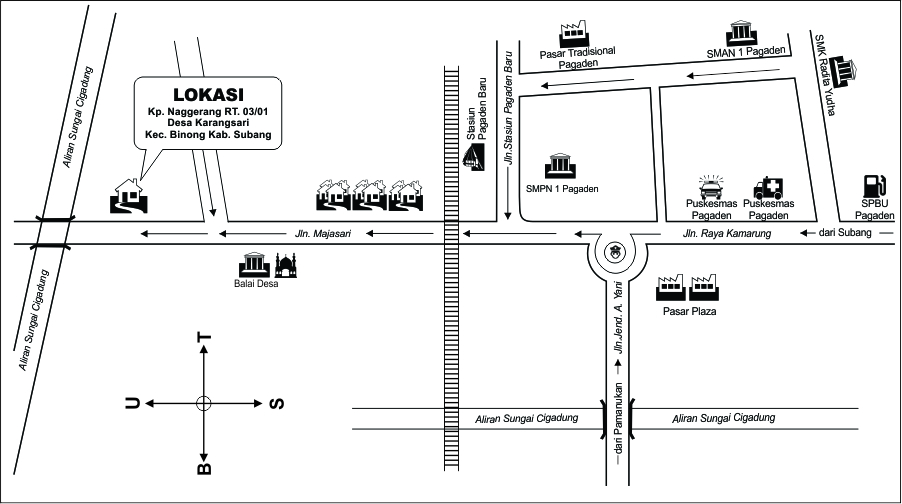 LOKASI
Kp. Naggerang RT. 03/01
Desa Karangsari
Kec. Binong Kab. Subang
Aliran Sungai Cigadung
Pasar Tradisional
Pagaden
SMAN 1 Pagaden
SMK Radita Yudha
Stasiun
Pagaden Baru
Jln.Stasiun Pagaden Baru
SMPN 1 Pagaden
Puskesmas
Pagaden
Puskesmas
Pagaden
SPBU
Pagaden
Jln. Majasari
Jln. Raya Kamarung
dari Subang
Balai Desa
Aliran Sungai Cigadung
Pasar Plaza
Jln.Jend. A. Yani
dari Pamanukan
T
U
S
B
Aliran Sungai Cigadung
Aliran Sungai Cigadung